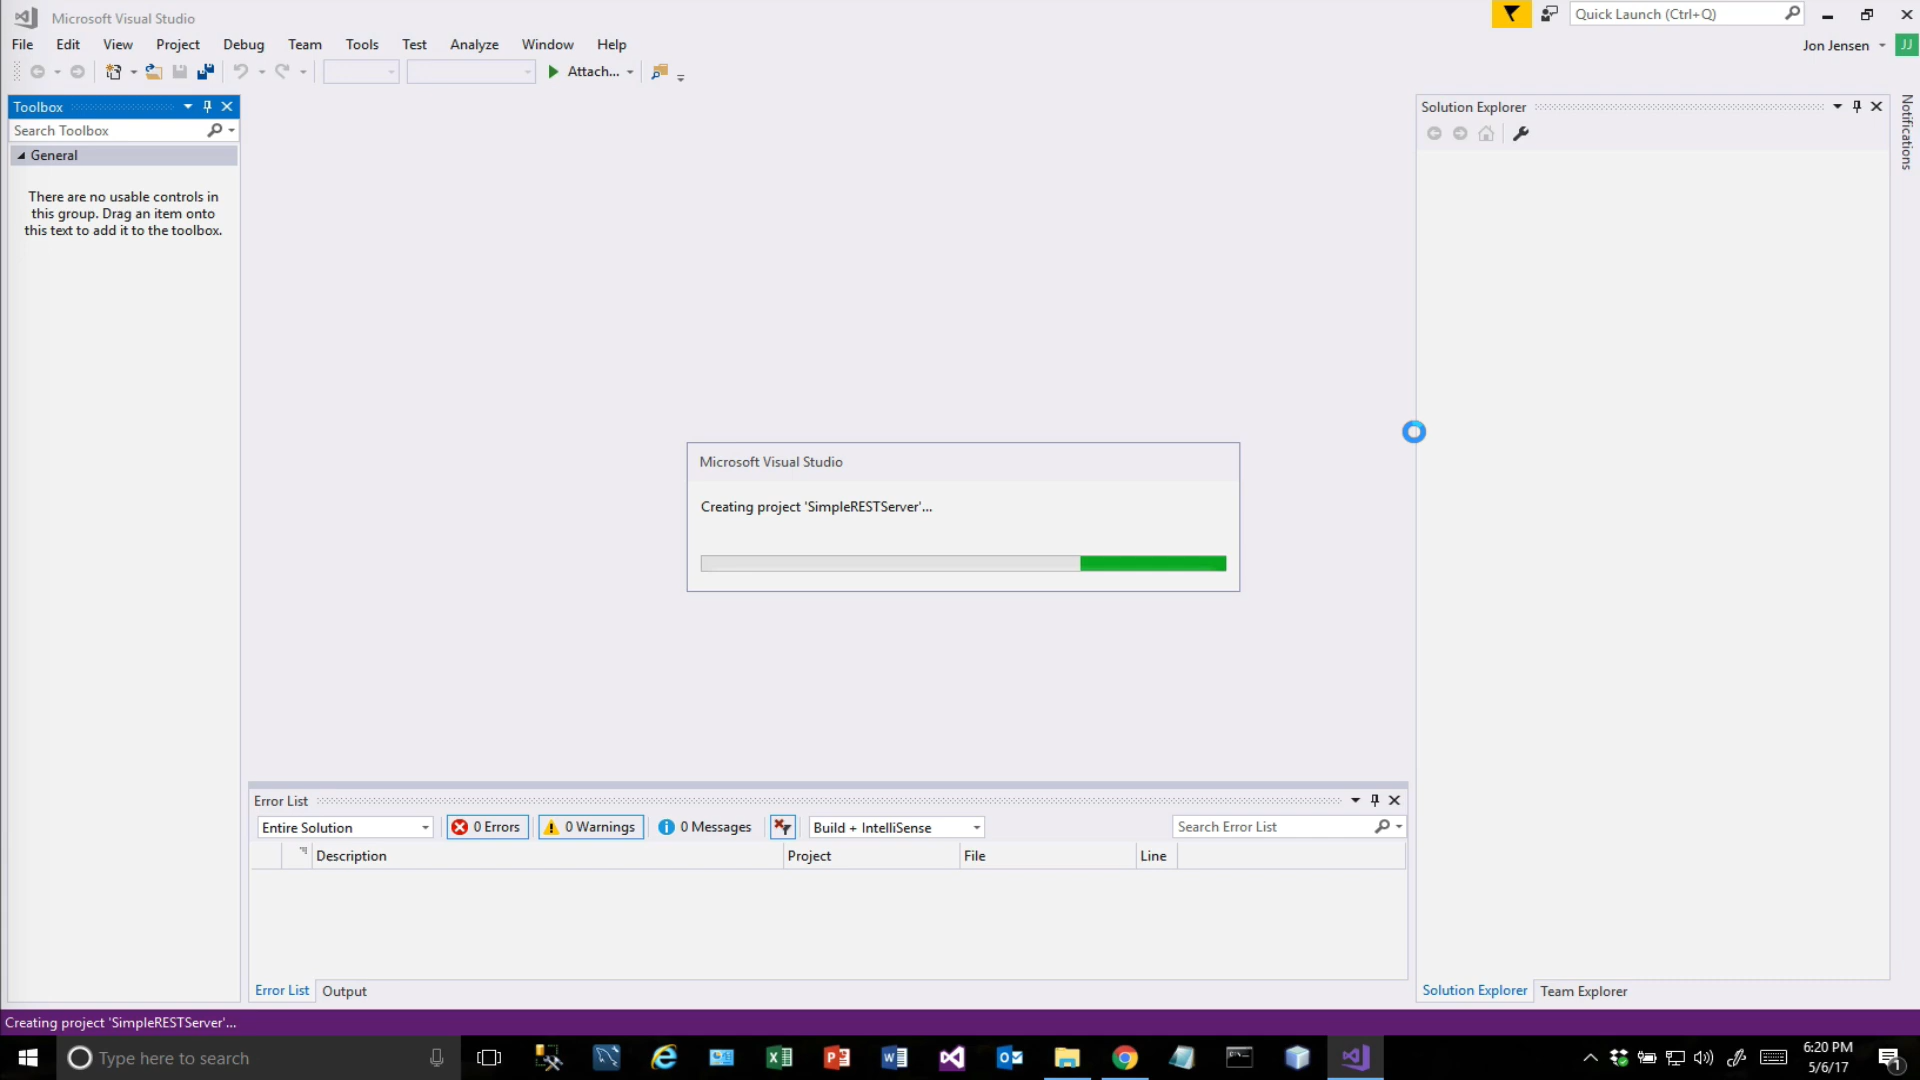 Microsoft Visual Studio
Quick Launch (Ctrl+Q)
File Edit View Project Debug Team Tools Test Analyze Window Help
Jon Jensen JJ
Attach...
Toolbox
Search Toolbox
General
There are no usable controls in
this group. Drag an item onto
this text to add it to the toolbox.
Solution Explorer
Notifications
Microsoft Visual Studio
Creating project 'SimpleRESTServer'...
Error List
Entire Solution 0 Errors 0 Warnings 0 Messages Build + IntelliSense Search Error List
Description Project File Line
Error List Output
Solution Explorer Team Explorer
Creating project 'SimpleRESTServer'...
Type here to search
6:20 PM
5/6/17
1